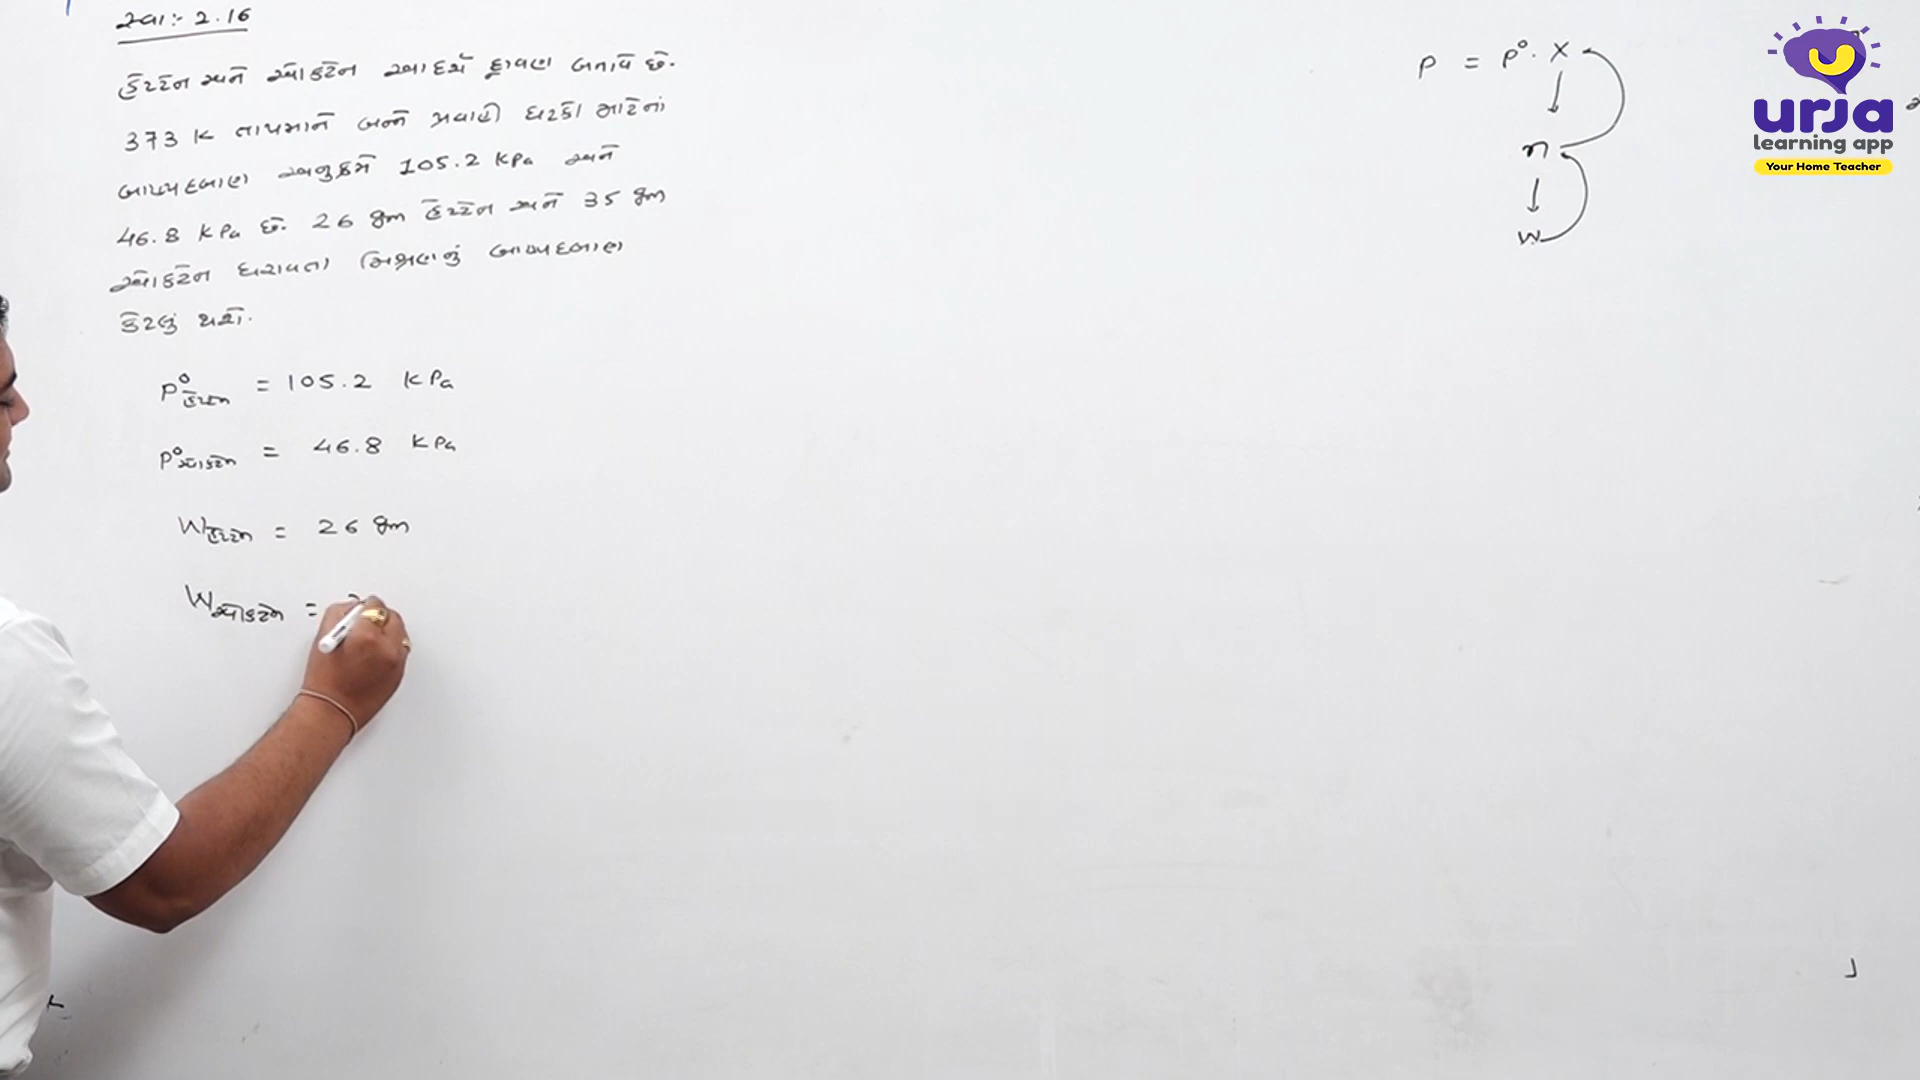 સ્વા:- 2.16
હેપ્ટેન અને ઓક્ટેન આદર્શ દ્રાવણ બનાવે છે.
373 K તાપમાને બન્ને પ્રવાહી ઘટકો માટેનાં
બાષ્પદબાણ અનુક્રમે 105.2 KPa અને
46.8 KPa છે. 26 gm હેપ્ટેન અને 35 gm
ઓક્ટેન ધરાવતા મિશ્રણનું બાષ્પદબાણ
કેટલું થશે.
P°હેપ્ટેન = 105.2 KPa
P°ઓક્ટેન = 46.8 KPa
Wહેપ્ટેન = 26 gm
Wઓક્ટેન =
P = P°. X
n
W
urja
learning app
Your Home Teacher